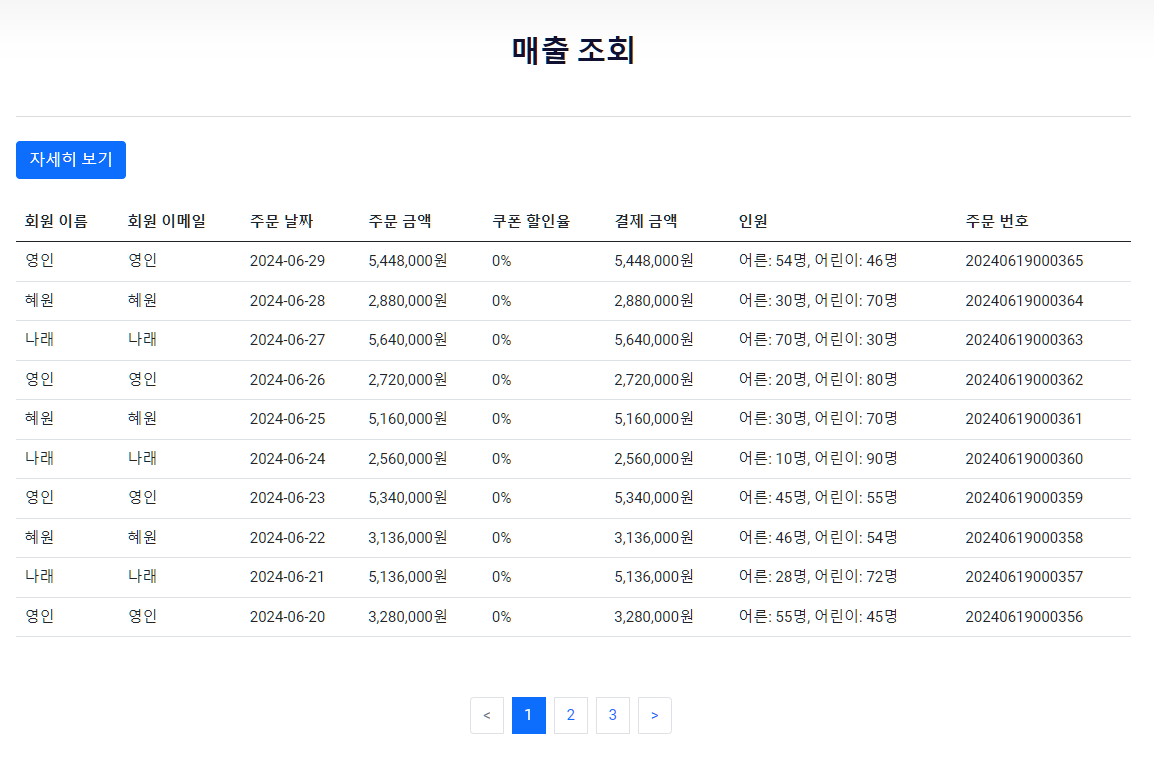 매출 조회
자세히 보기
회원 이름 회원 이메일 주문 날짜 주문 금액 쿠폰 할인율 결제 금액 인원 주문 번호
영인 영인 2024-06-29 5,448,000원 0% 5,448,000원 어른: 54명, 어린이: 46명 20240619000365
혜원 혜원 2024-06-28 2,880,000원 0% 2,880,000원 어른: 30명, 어린이: 70명 20240619000364
나래 나래 2024-06-27 5,640,000원 0% 5,640,000원 어른: 70명, 어린이: 30명 20240619000363
영인 영인 2024-06-26 2,720,000원 0% 2,720,000원 어른: 20명, 어린이: 80명 20240619000362
혜원 혜원 2024-06-25 5,160,000원 0% 5,160,000원 어른: 30명, 어린이: 70명 20240619000361
나래 나래 2024-06-24 2,560,000원 0% 2,560,000원 어른: 10명, 어린이: 90명 20240619000360
영인 영인 2024-06-23 5,340,000원 0% 5,340,000원 어른: 45명, 어린이: 55명 20240619000359
혜원 혜원 2024-06-22 3,136,000원 0% 3,136,000원 어른: 46명, 어린이: 54명 20240619000358
나래 나래 2024-06-21 5,136,000원 0% 5,136,000원 어른: 28명, 어린이: 72명 20240619000357
영인 영인 2024-06-20 3,280,000원 0% 3,280,000원 어른: 55명, 어린이: 45명 20240619000356
< 1 2 3 >